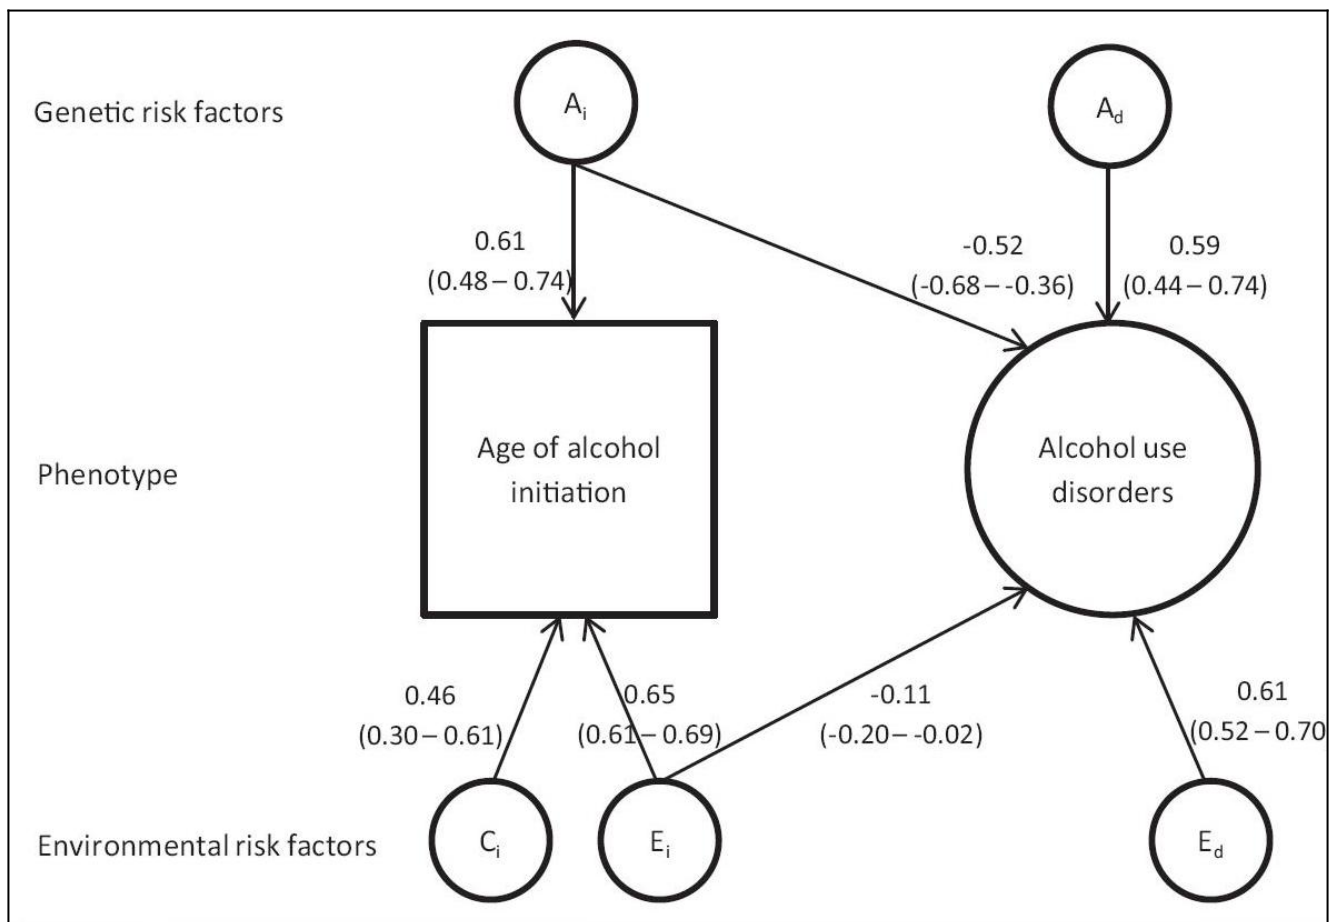 Genetic risk factors
Ai
Ad
0.61
(0.48 – 0.74)
-0.52
(-0.68 – -0.36)
0.59
(0.44 – 0.74)
Phenotype
Age of alcohol
initiation
Alcohol use
disorders
0.46
(0.30 – 0.61)
0.65
(0.61 – 0.69)
-0.11
(-0.20 – -0.02)
0.61
(0.52 – 0.70
Environmental risk factors
Ci
Ei
Ed